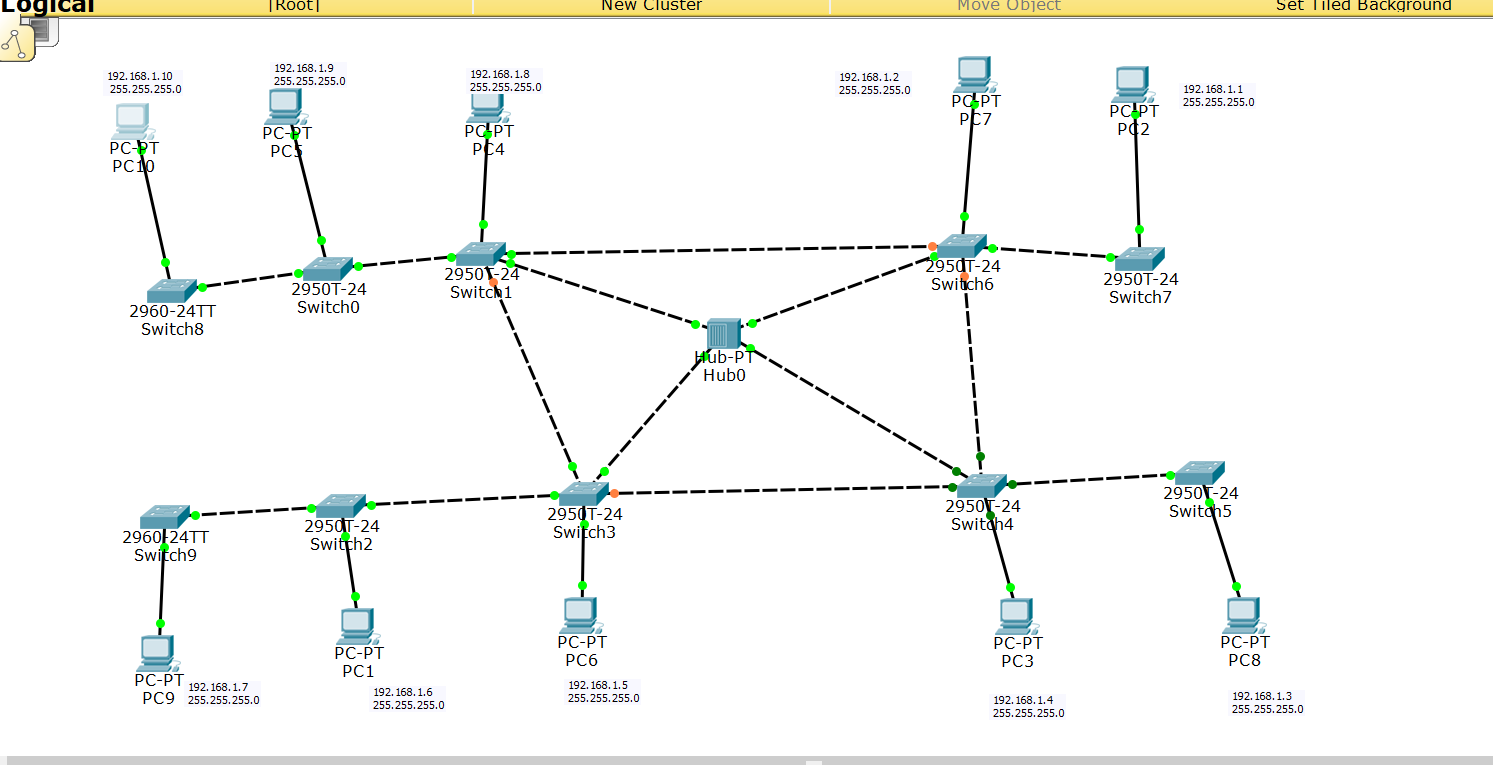 Logical
[Root]
New Cluster
Move Object
Set Tiled Background
192.168.1.10
255.255.255.0
PC-PT
PC10
192.168.1.9
255.255.255.0
PC-PT
PC5
192.168.1.8
255.255.255.0
PC-PT
PC4
192.168.1.2
255.255.255.0
PC-PT
PC7
PC-PT
PC2
192.168.1.1
255.255.255.0
2960-24TT
Switch8
2950T-24
Switch0
2950T-24
Switch1
2950T-24
Switch6
2950T-24
Switch7
Hub-PT
Hub0
2960-24TT
Switch9
2950T-24
Switch2
2950T-24
Switch3
2950T-24
Switch4
2950T-24
Switch5
PC-PT
PC9
192.168.1.7
255.255.255.0
PC-PT
PC1
192.168.1.6
255.255.255.0
PC-PT
PC6
192.168.1.5
255.255.255.0
PC-PT
PC3
192.168.1.4
255.255.255.0
PC-PT
PC8
192.168.1.3
255.255.255.0